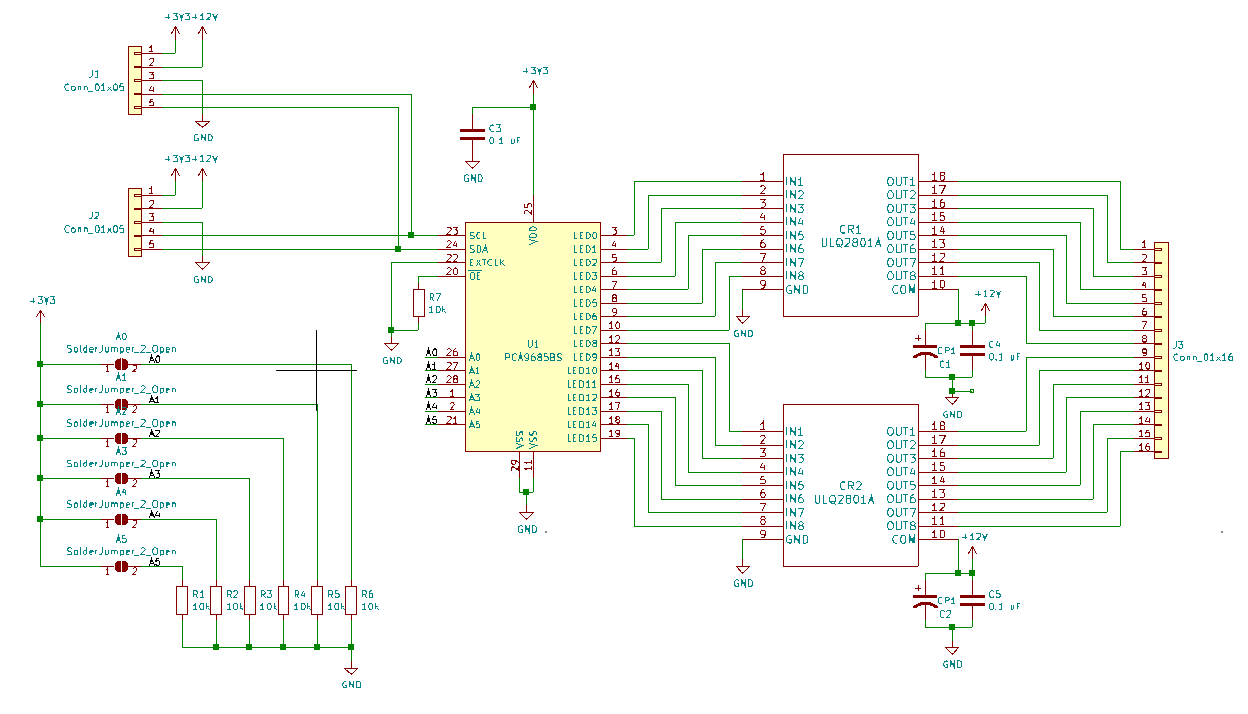 +3V3 +12V
J1
Conn_01x05
1
2
3
4
5
GND
+3V3 +12V
J2
Conn_01x05
1
2
3
4
5
GND
+3V3
A0
SolderJumper_2_Open
1 2 A0
A1
SolderJumper_2_Open
1 2 A1
A2
SolderJumper_2_Open
1 2 A2
A3
SolderJumper_2_Open
1 2 A3
A4
SolderJumper_2_Open
1 2 A4
A5
SolderJumper_2_Open
1 2 A5
R1
10k
R2
10k
R3
10k
R4
10k
R5
10k
R6
10k
GND
+3V3
C3
0.1 uF
GND
25
VDD
23 SCL
24 SDA
22 EXTCLK
20 OE
R7
10k
GND
U1
PCA9685BS
A0 26 A0
A1 27 A1
A2 28 A2
A3 1 A3
A4 2 A4
A5 21 A5
VSS VSS
29 11
GND
LED0 3
LED1 4
LED2 5
LED3 6
LED4 7
LED5 8
LED6 9
LED7 10
LED8 12
LED9 13
LED10 14
LED11 15
LED12 16
LED13 17
LED14 18
LED15 19
1 IN1 OUT1 18
2 IN2 OUT2 17
3 IN3 OUT3 16
4 IN4 OUT4 15
5 IN5 OUT5 14
6 IN6 OUT6 13
7 IN7 OUT7 12
8 IN8 OUT8 11
9 GND COM 10
CR1
ULQ2801A
GND
+12V
+
CP1
C1
C4
0.1 uF
GND
1 IN1 OUT1 18
2 IN2 OUT2 17
3 IN3 OUT3 16
4 IN4 OUT4 15
5 IN5 OUT5 14
6 IN6 OUT6 13
7 IN7 OUT7 12
8 IN8 OUT8 11
9 GND COM 10
CR2
ULQ2801A
GND
+12V
+
CP1
C2
C5
0.1 uF
GND
1
2
3
4
5
6
7
8
9
10
11
12
13
14
15
16
J3
Conn_01x16